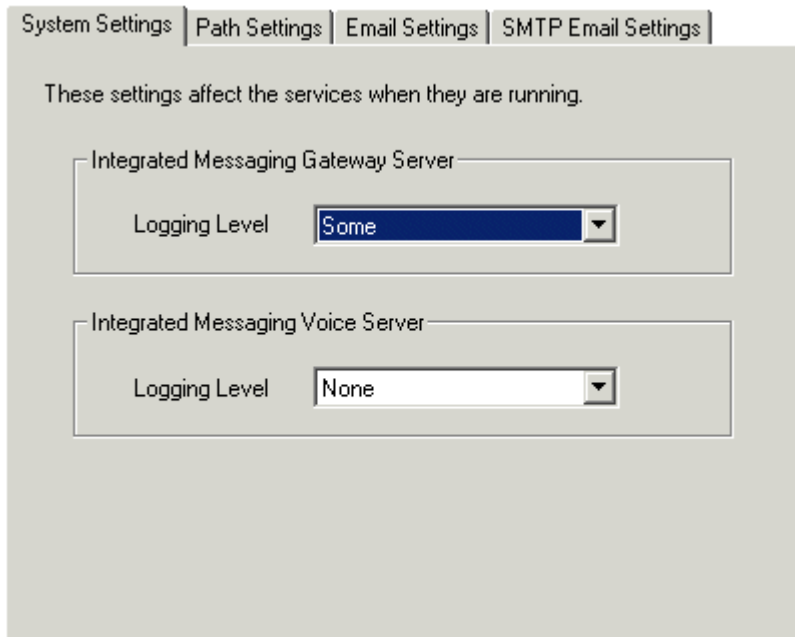 System Settings Path Settings Email Settings SMTP Email Settings
These settings affect the services when they are running.
Integrated Messaging Gateway Server
Logging Level Some
Integrated Messaging Voice Server
Logging Level None